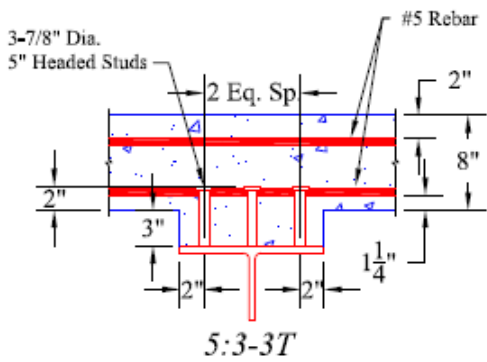 #5 Rebar
3-7/8" Dia.
5" Headed Studs
2 Eq. Sp.
2"
8"
2"
3"
1 1/4"
2"
2"
5:3-3T